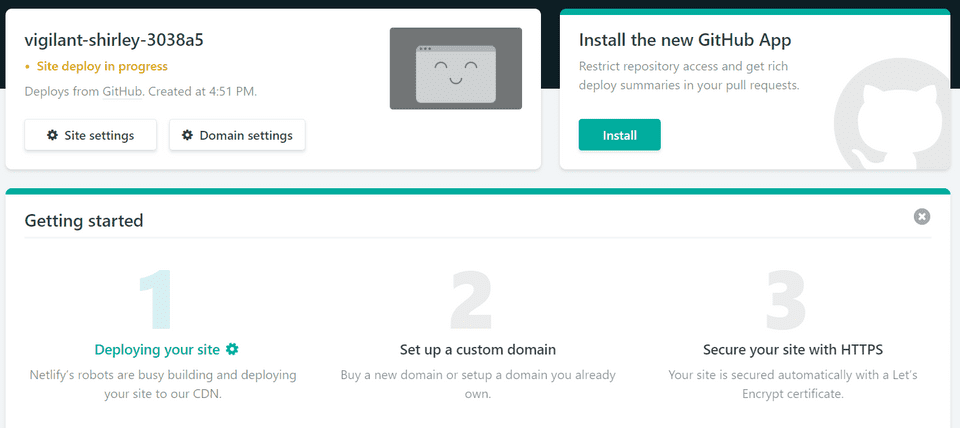 vigilant-shirley-3038a5
• Site deploy in progress
Deploys from GitHub. Created at 4:51 PM.
Site settings
Domain settings
Install the new GitHub App
Restrict repository access and get rich
deploy summaries in your pull requests.
Install
Getting started
1
Deploying your site
Netlify's robots are busy building and deploying
your site to our CDN.
2
Set up a custom domain
Buy a new domain or setup a domain you already
own.
3
Secure your site with HTTPS
Your site is secured automatically with a Let's
Encrypt certificate.